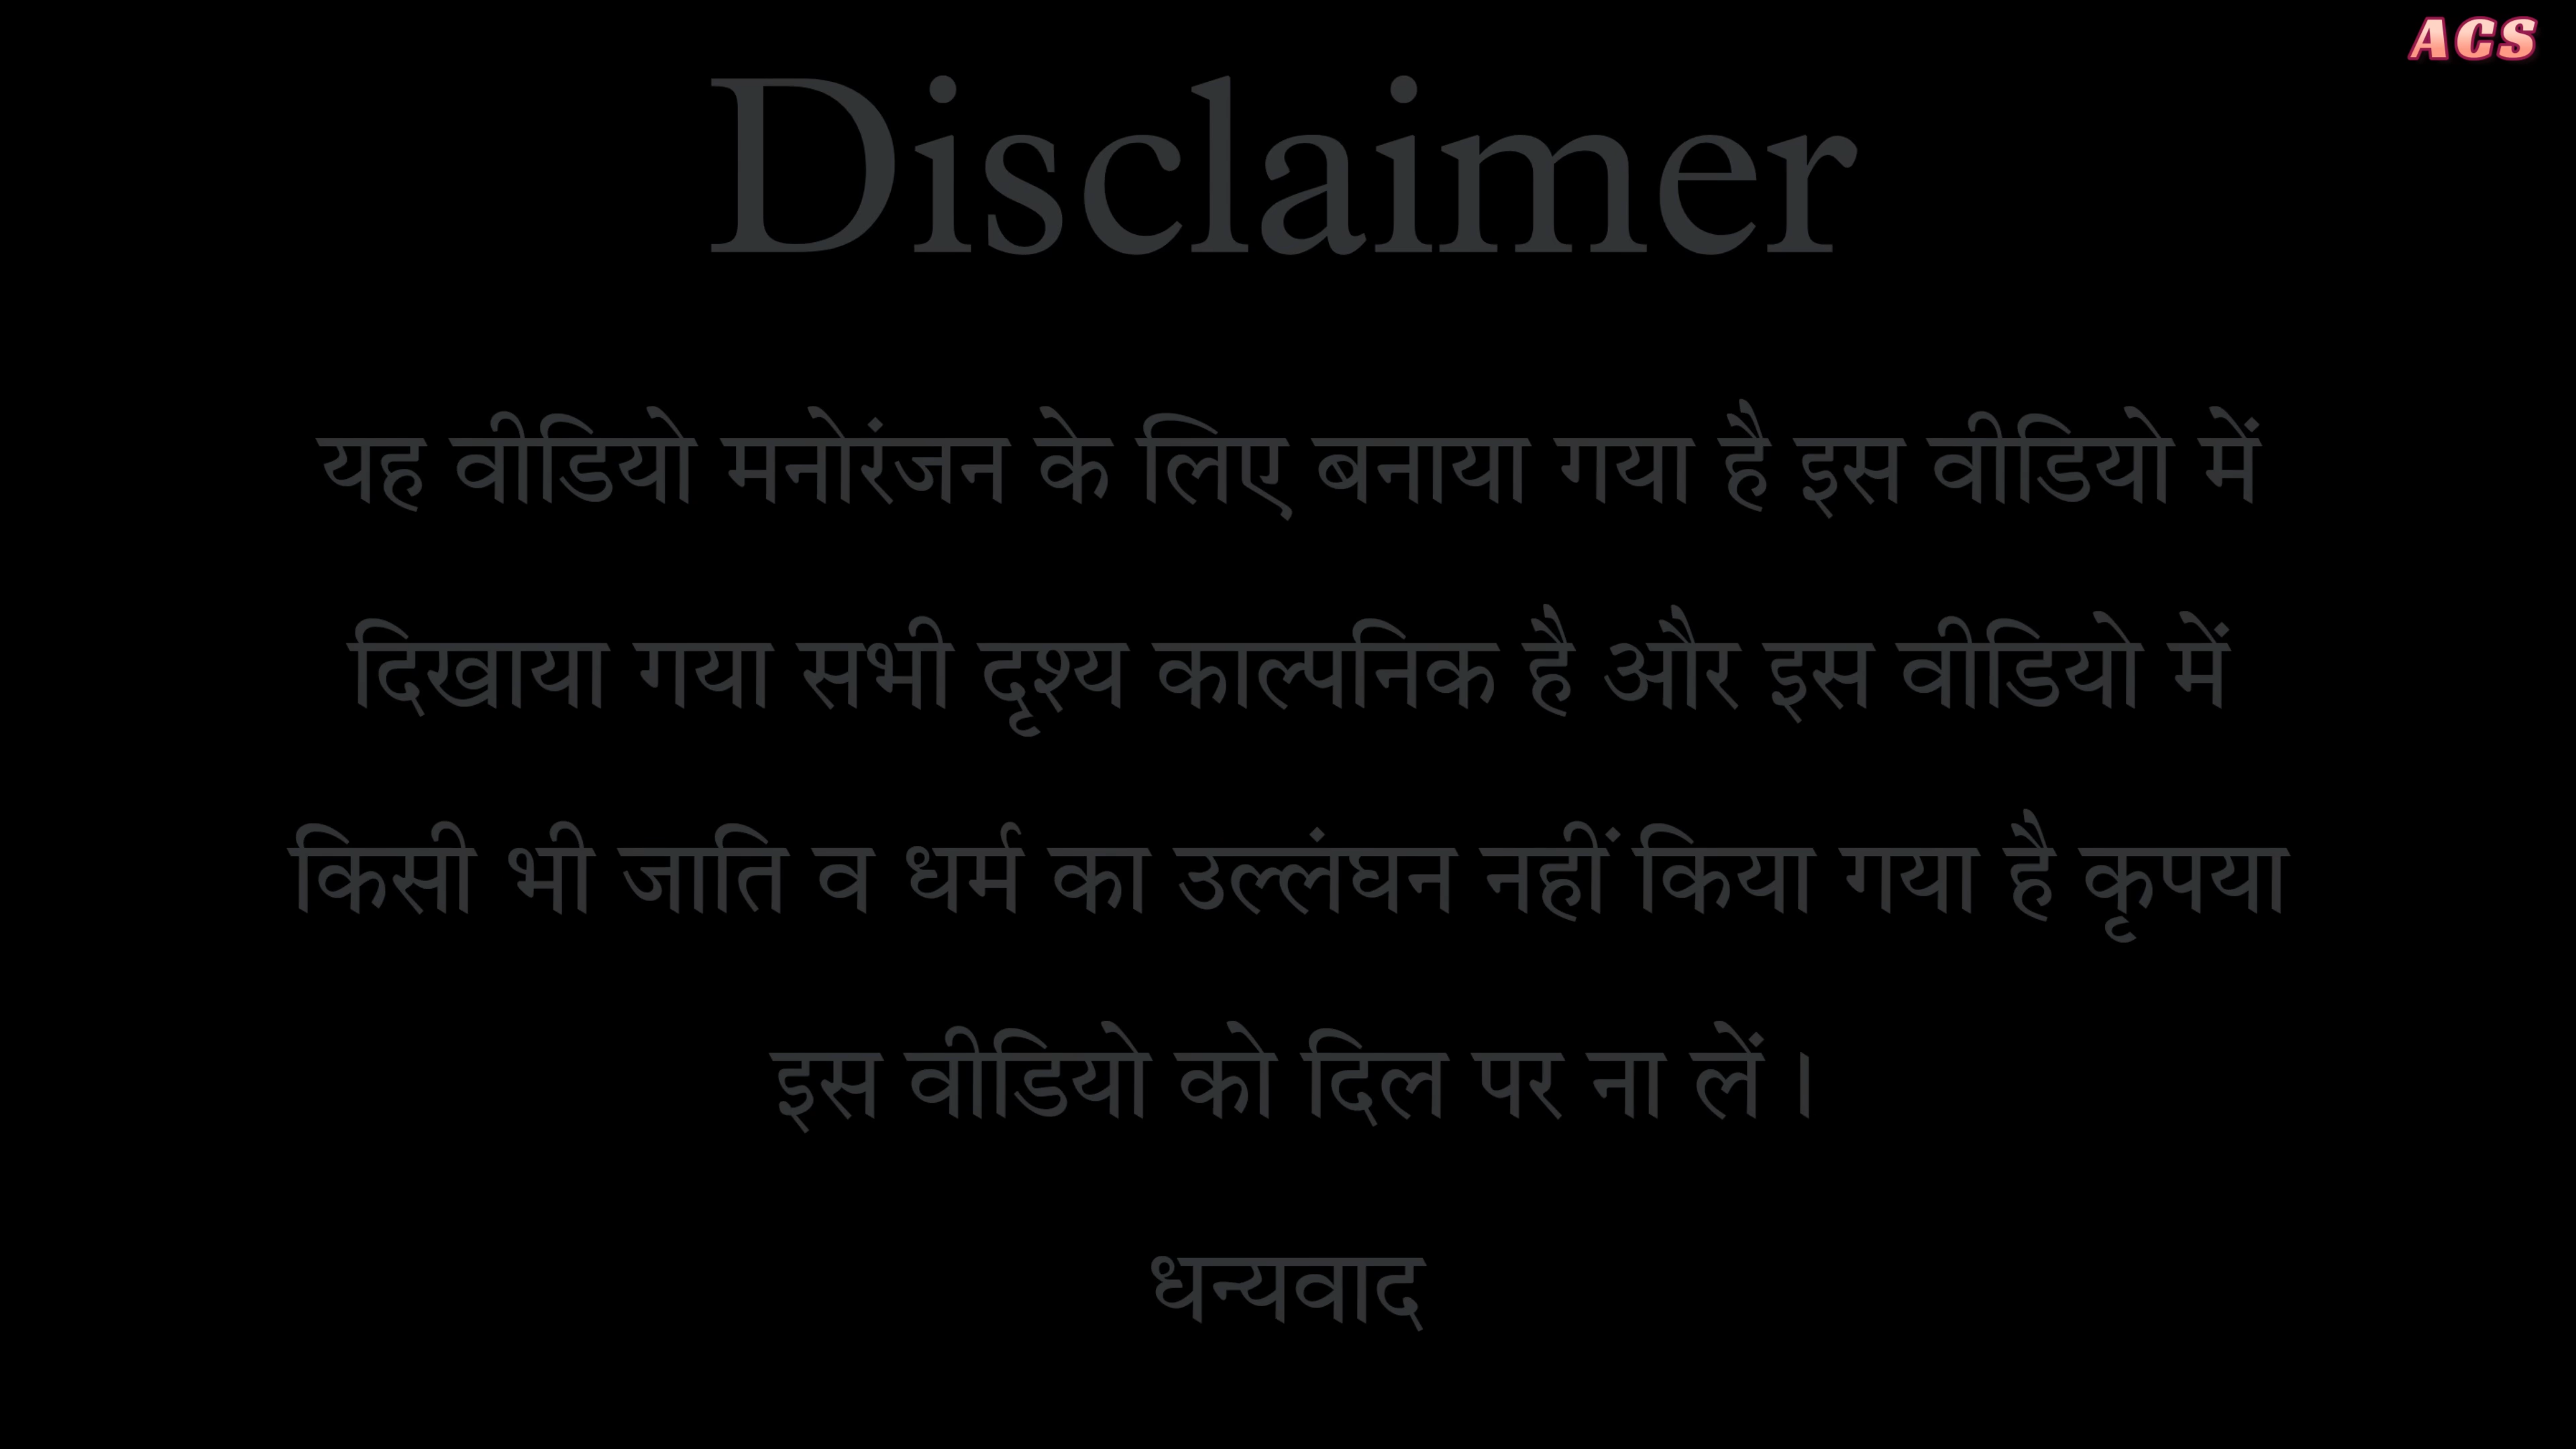 ACS
Disclaimer
यह वीडियो मनोरंजन के लिए बनाया गया है इस वीडियो में
दिखाया गया सभी दृश्य काल्पनिक है और इस वीडियो में
किसी भी जाति व धर्म का उल्लंघन नहीं किया गया है कृपया
इस वीडियो को दिल पर ना लें।
धन्यवाद